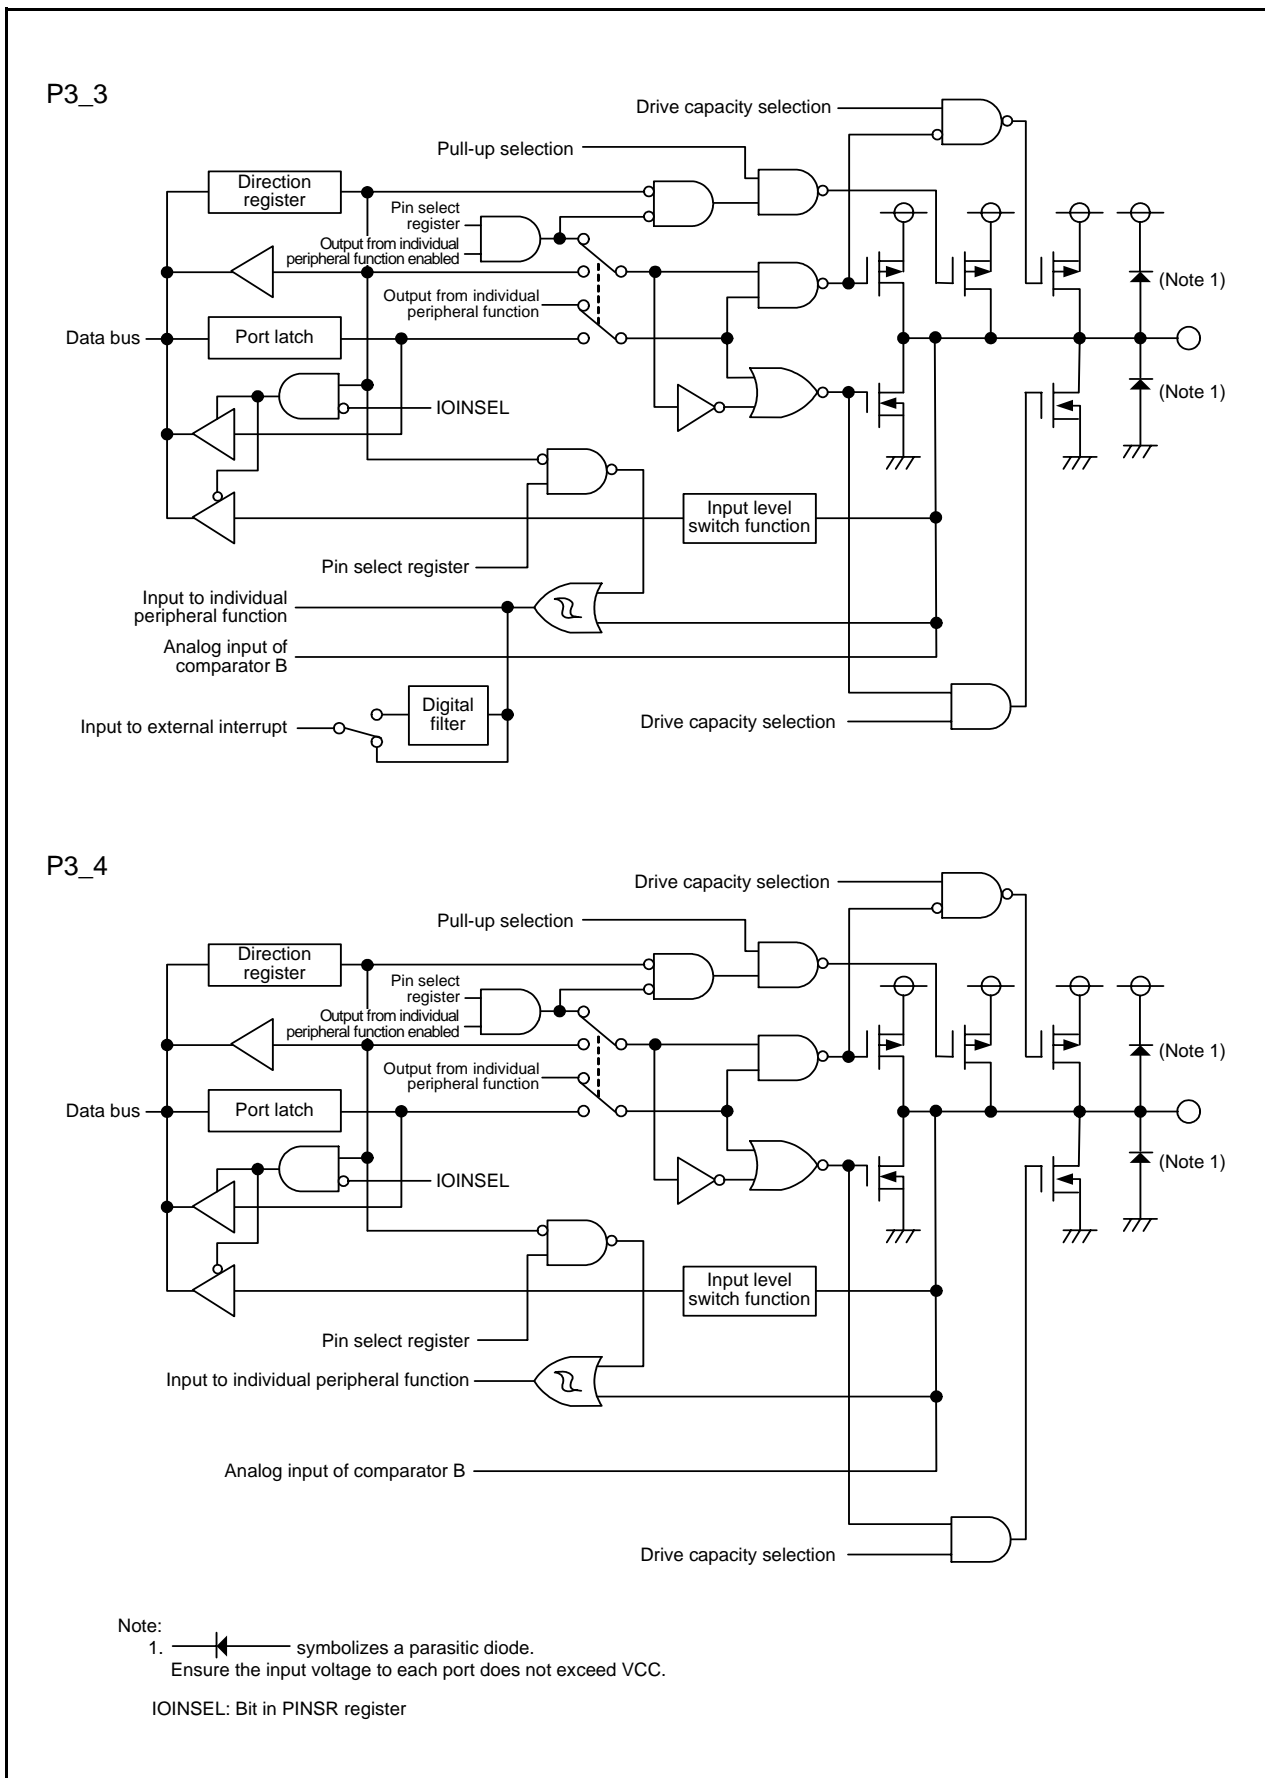 P3_3
Drive capacity selection
Pull-up selection
Direction
register
Pin select
register
Output from individual
peripheral function enabled
Output from individual
peripheral function
(Note 1)
Data bus
Port latch
(Note 1)
IOINSEL
Input level
switch function
Pin select register
Input to individual
peripheral function
Analog input of
comparator B
Digital
filter
Input to external interrupt
Drive capacity selection
P3_4
Drive capacity selection
Pull-up selection
Direction
register
Pin select
register
Output from individual
peripheral function enabled
Output from individual
peripheral function
(Note 1)
Data bus
Port latch
(Note 1)
IOINSEL
Input level
switch function
Pin select register
Input to individual peripheral function
Analog input of comparator B
Drive capacity selection
Note:
1. symbolizes a parasitic diode.
Ensure the input voltage to each port does not exceed VCC.
IOINSEL: Bit in PINSR register